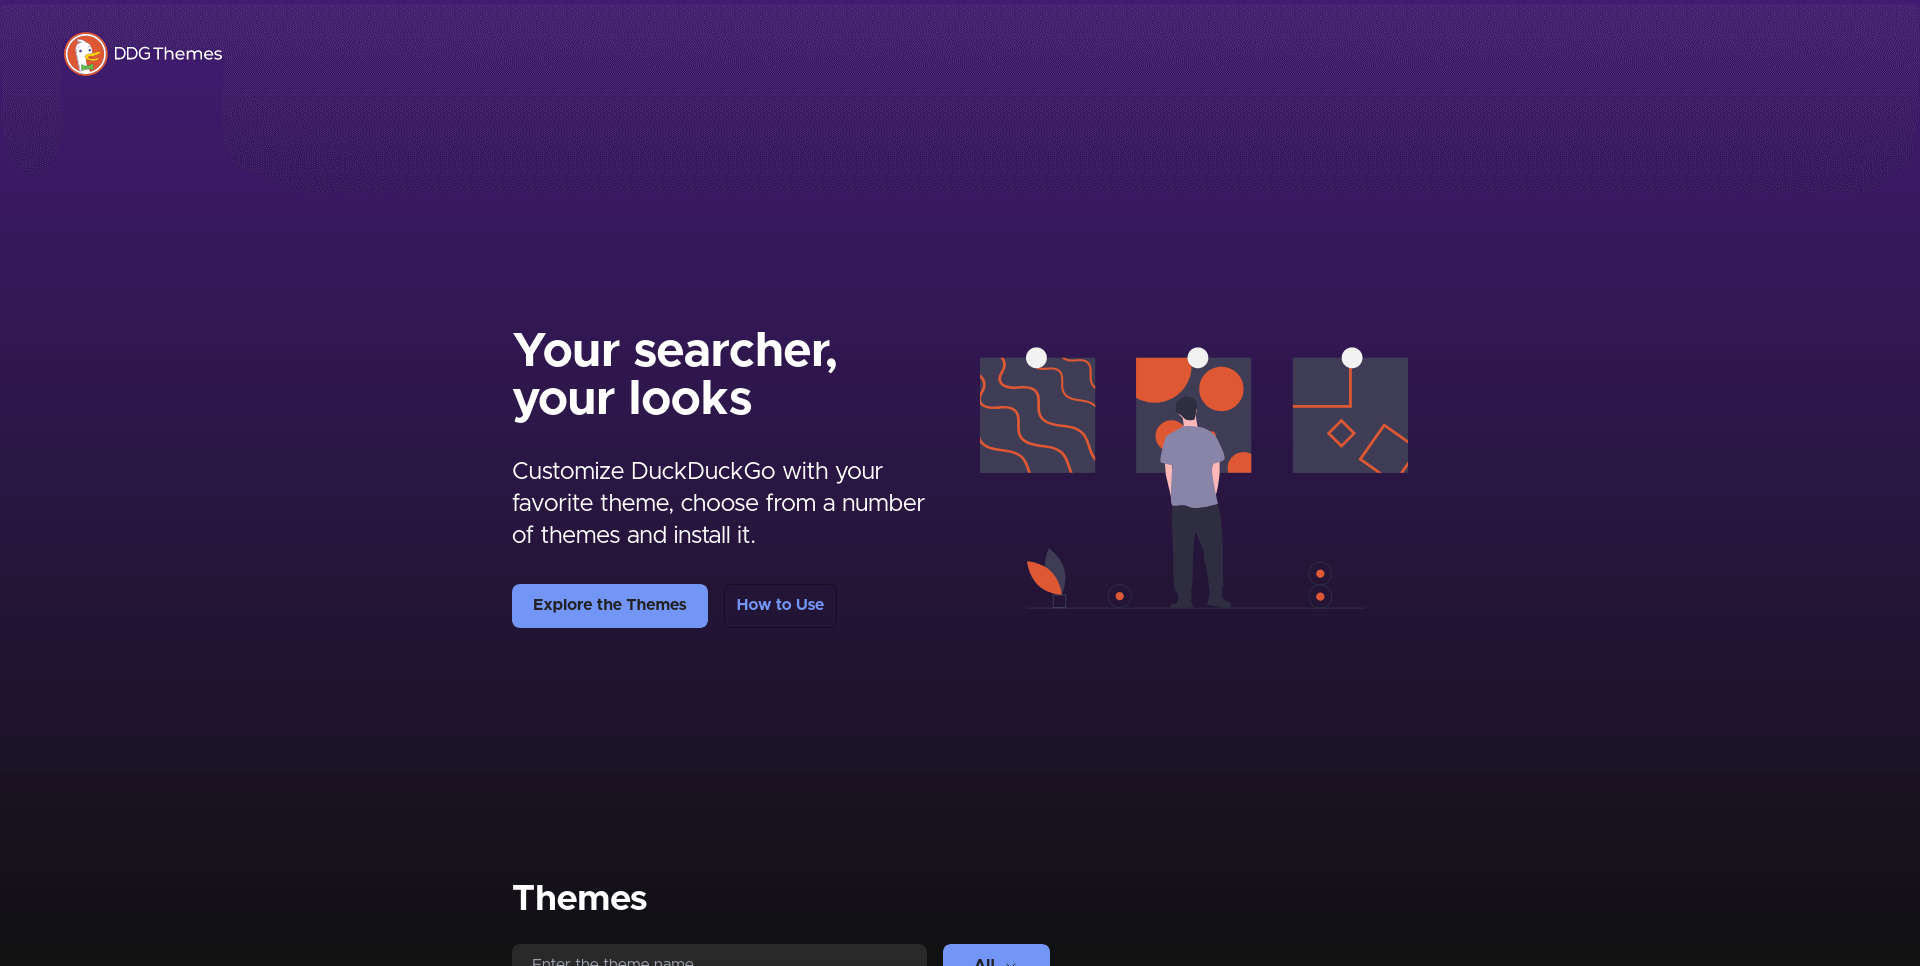 DDG Themes
Your searcher,
your looks
Customize DuckDuckGo with your
favorite theme, choose from a number
of themes and install it.
Explore the Themes
How to Use
Themes
Enter the theme name
All